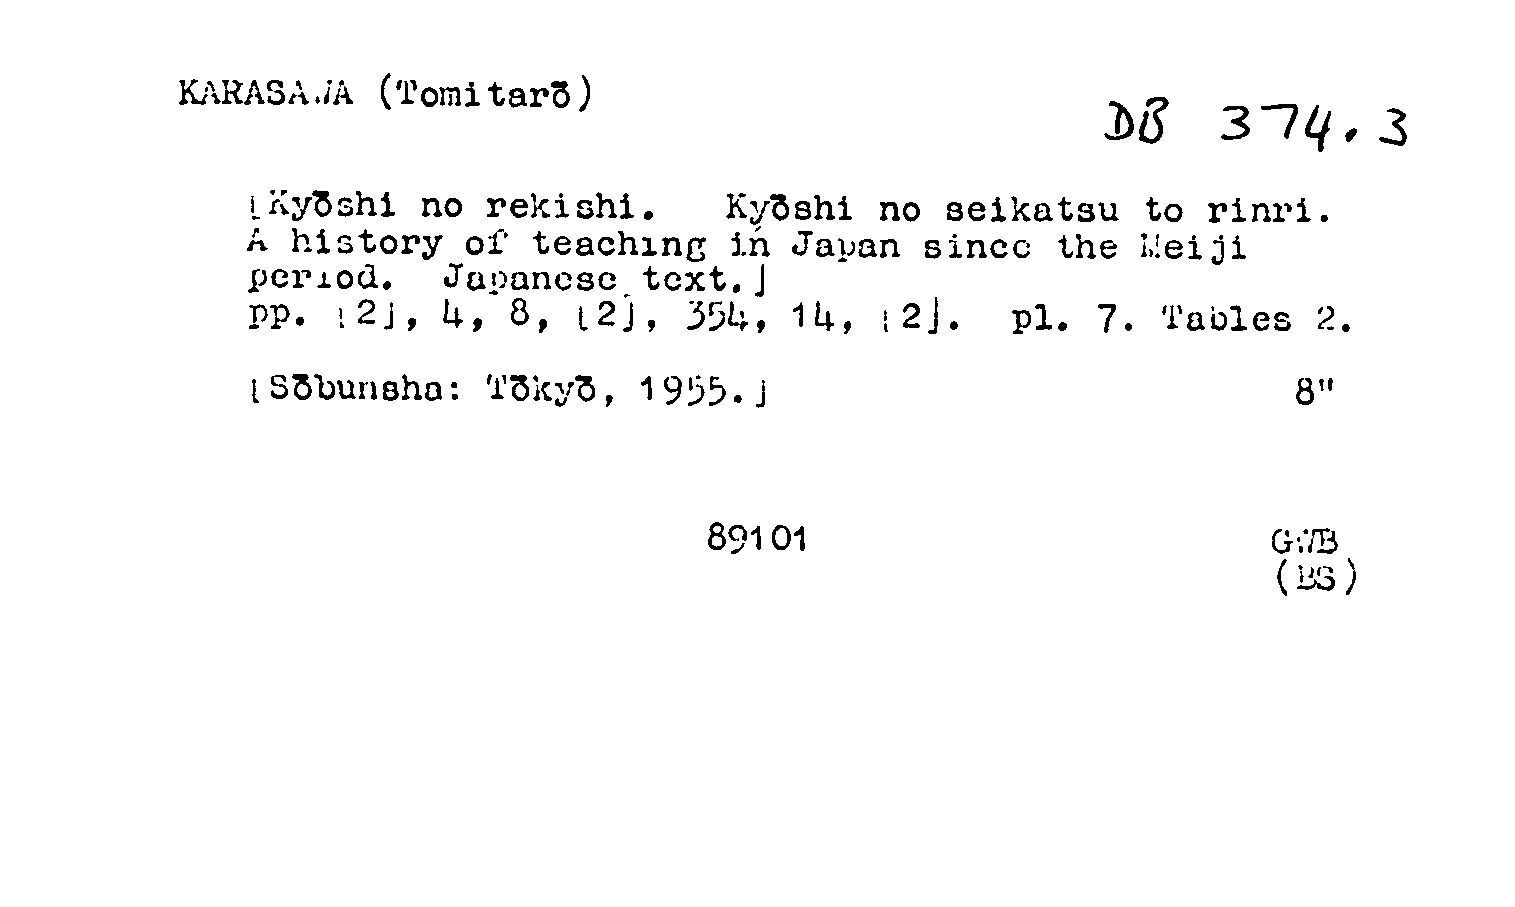 KARASAWA (Tomitarō)
DB 374.3
[Kyōshi no rekishi. Kyōshi no seikatsu to rinri.
A history of teaching in Japan since the Meiji
period. Japanese text.]
pp. [2], 4, 8, [2], 354, 14, [2]. pl. 7. Tables 2.
[Sōbunsha: Tōkyō, 1955.] 8"
89101 GWB
(BS)